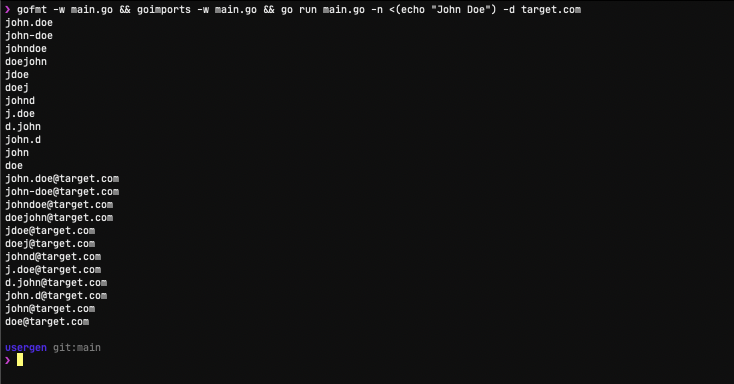 ❯ gofmt -w main.go && goimports -w main.go && go run main.go -n <(echo "John Doe") -d target.com
john.doe
john-doe
johndoe
doejohn
jdoe
doej
johnd
j.doe
d.john
john.d
john
doe
john.doe@target.com
john-doe@target.com
johndoe@target.com
doejohn@target.com
jdoe@target.com
doej@target.com
johnd@target.com
j.doe@target.com
d.john@target.com
john.d@target.com
john@target.com
doe@target.com
usergen git:main
❯